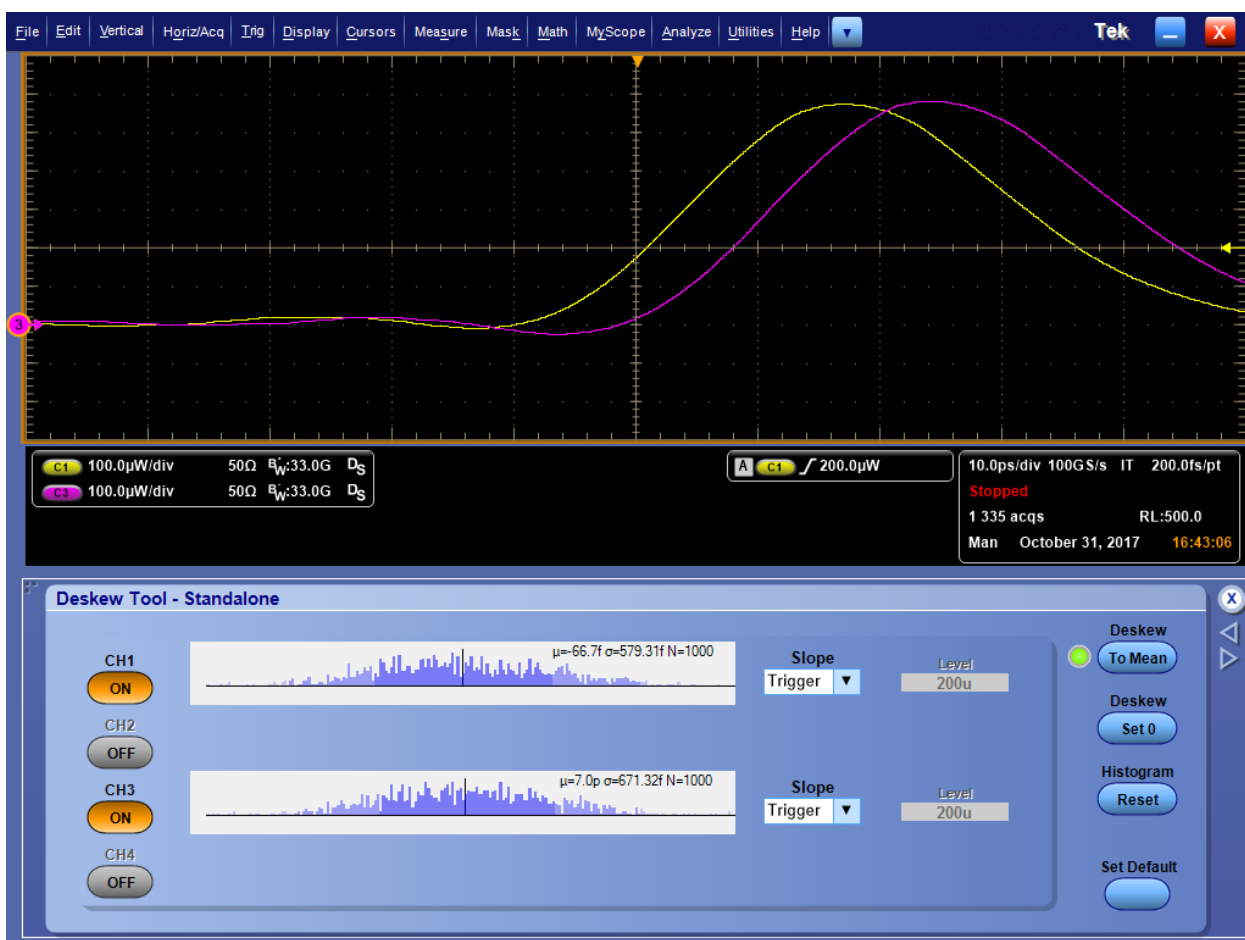 File Edit Vertical Horiz/Acq Trig Display Cursors Measure Mask Math MyScope Analyze Utilities Help Tek X
3
C1 100.0µW/div 50Ω BW:33.0G DS
C3 100.0µW/div 50Ω BW:33.0G DS
A C1 200.0µW
10.0ps/div 100GS/s IT 200.0fs/pt
Stopped
1 335 acqs RL:500.0
Man October 31, 2017 16:43:06
Deskew Tool - Standalone X
CH1
ON
µ=-66.7f σ=579.31f N=1000
Slope
Trigger
Level
200u
CH2
OFF
CH3
ON
µ=7.0p σ=671.32f N=1000
Slope
Trigger
Level
200u
CH4
OFF
Deskew
To Mean
Deskew
Set 0
Histogram
Reset
Set Default